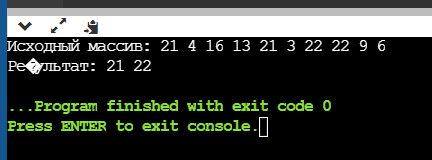 Исходный массив: 21 4 16 13 21 3 22 22 9 6
Ре�ультат: 21 22
...Program finished with exit code 0
Press ENTER to exit console.